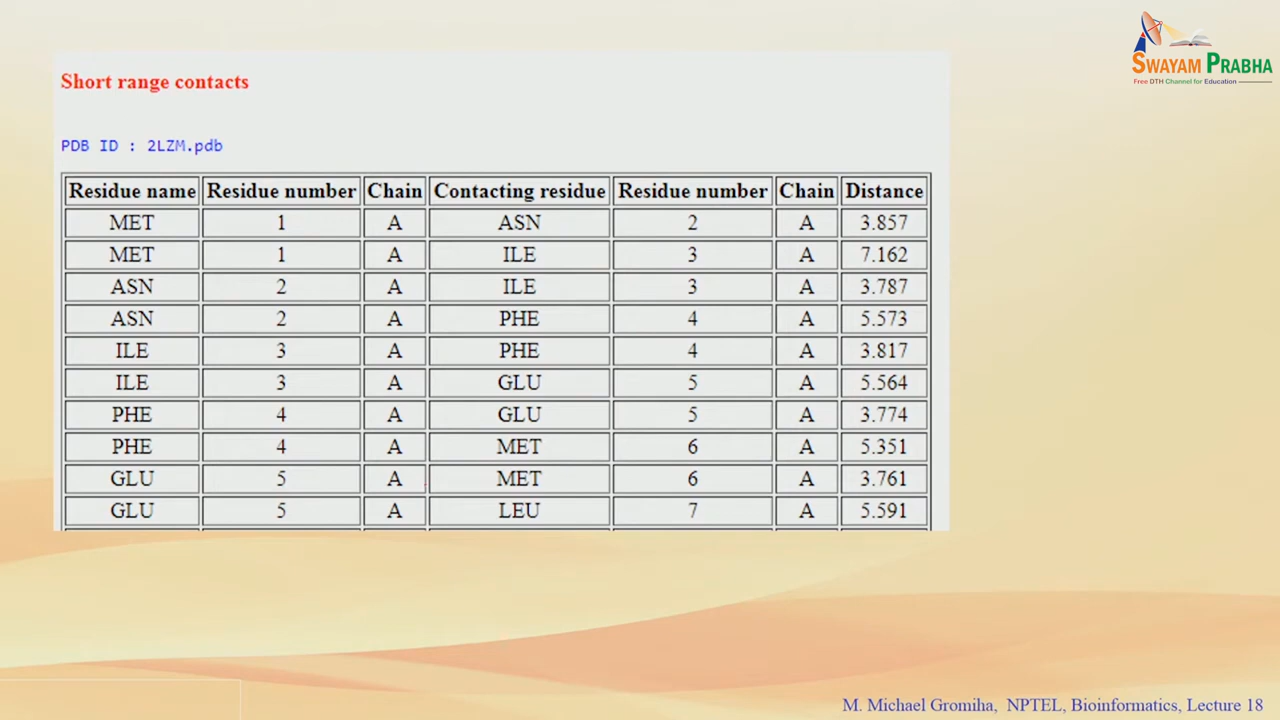 SWAYAM PRABHA
Free DTH Channel for Education
Short range contacts
PDB ID : 2LZM.pdb
Residue name Residue number Chain Contacting residue Residue number Chain Distance
MET 1 A ASN 2 A 3.857
MET 1 A ILE 3 A 7.162
ASN 2 A ILE 3 A 3.787
ASN 2 A PHE 4 A 5.573
ILE 3 A PHE 4 A 3.817
ILE 3 A GLU 5 A 5.564
PHE 4 A GLU 5 A 3.774
PHE 4 A MET 6 A 5.351
GLU 5 A MET 6 A 3.761
GLU 5 A LEU 7 A 5.591
M. Michael Gromiha, NPTEL, Bioinformatics, Lecture 18